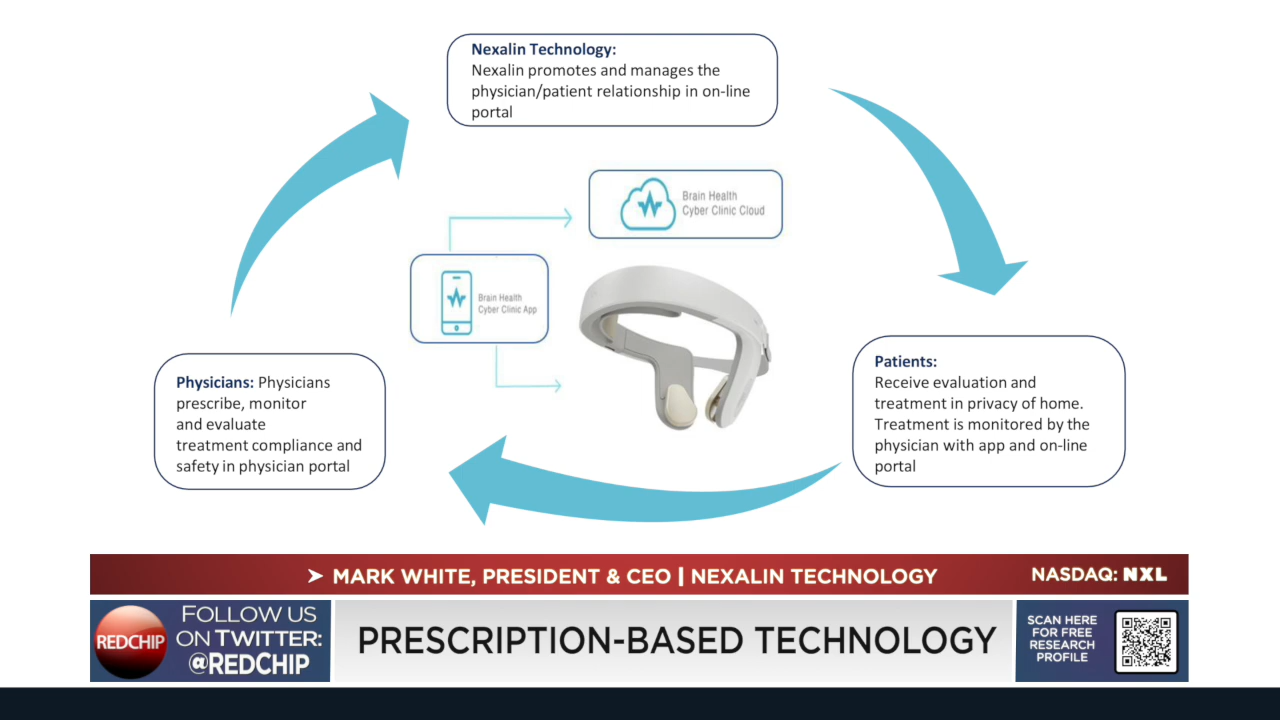 Nexalin Technology:
Nexalin promotes and manages the
physician/patient relationship in on-line
portal
Brain Health
Cyber Clinic Cloud
Brain Health
Cyber Clinic App
Physicians: Physicians
prescribe, monitor
and evaluate
treatment compliance and
safety in physician portal
Patients:
Receive evaluation and
treatment in privacy of home.
Treatment is monitored by the
physician with app and on-line
portal
➤ MARK WHITE, PRESIDENT & CEO | NEXALIN TECHNOLOGY
NASDAQ: NXL
REDCHIP
FOLLOW US
ON TWITTER:
@REDCHIP
PRESCRIPTION-BASED TECHNOLOGY
SCAN HERE
FOR FREE
RESEARCH
PROFILE